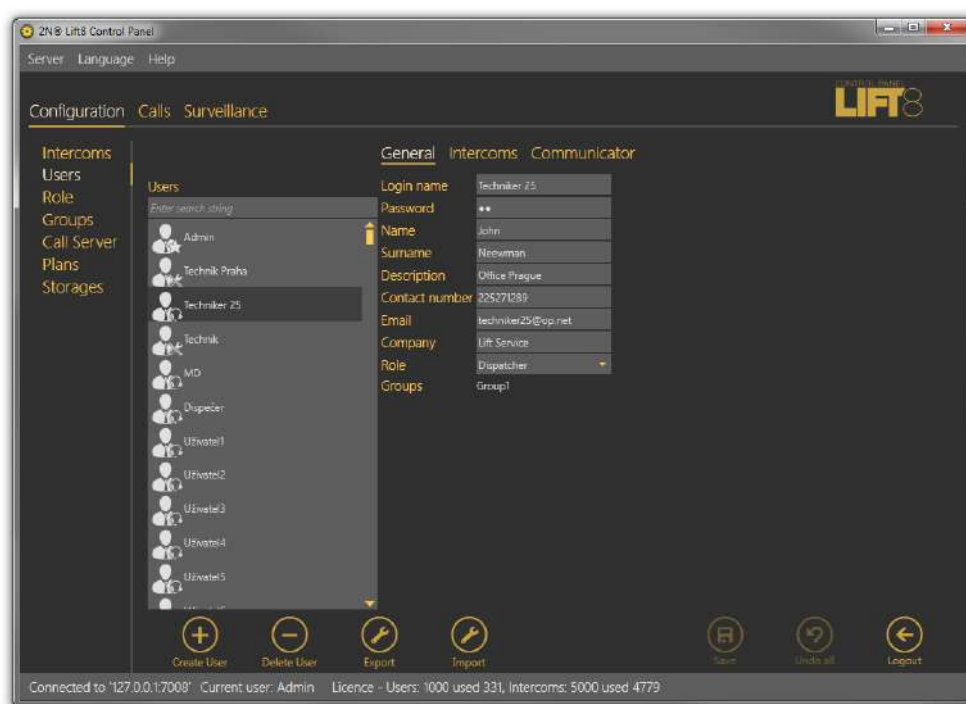 2N® Lift8 Control Panel
Server Language Help
CONTROL PANEL
LIFT8
Configuration Calls Surveillance
Intercoms
Users
Role
Groups
Call Server
Plans
Storages
Users
Enter search string
Admin
Technik Praha
Techniker 25
Technik
MD
Dispečer
Uživatel1
Uživatel2
Uživatel3
Uživatel4
Uživatel5
General Intercoms Communicator
Login name Techniker 25
Password ••
Name John
Surname Neewman
Description Office Prague
Contact number 225271289
Email techniker25@op.net
Company Lift Service
Role Dispatcher
Groups Group1
Create User Delete User Export Import Save Undo all Logout
Connected to '127.0.0.1:7008' Current user: Admin Licence - Users: 1000 used 331, Intercoms: 5000 used 4779